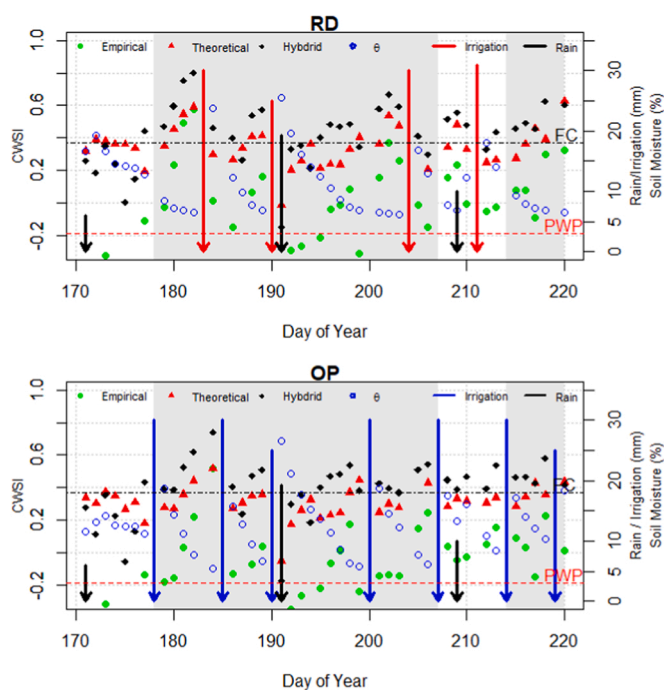 RD
Empirical Theoretical Hybdrid θ Irrigation Rain
1.0
0.6
0.2
-0.2
CWSI
FC
PWP
30
25
20
15
10
5
0
Rain/Irrigation (mm)
Soil Moisture (%)
170 180 190 200 210 220
Day of Year
OP
Empirical Theoretical Hybdrid θ Irrigation Rain
1.0
0.6
0.2
-0.2
CWSI
FC
PWP
30
25
20
15
10
5
0
Rain / Irrigation (mm)
Soil Moisture (%)
170 180 190 200 210 220
Day of Year